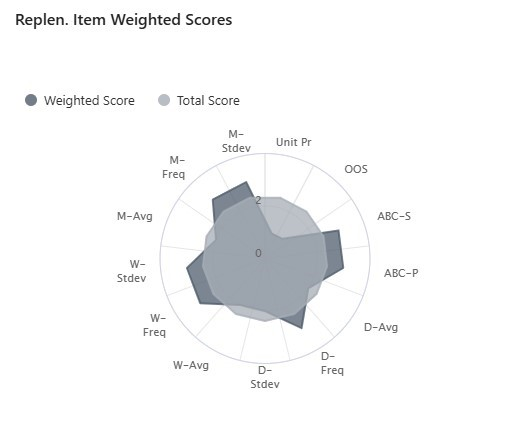 Replen. Item Weighted Scores
Weighted Score
Total Score
M-
Stdev
Unit Pr
M-
Freq
OOS
2
M-Avg
ABC-S
0
W-
Stdev
ABC-P
W-
Freq
D-Avg
W-Avg
D-
Stdev
D-
Freq